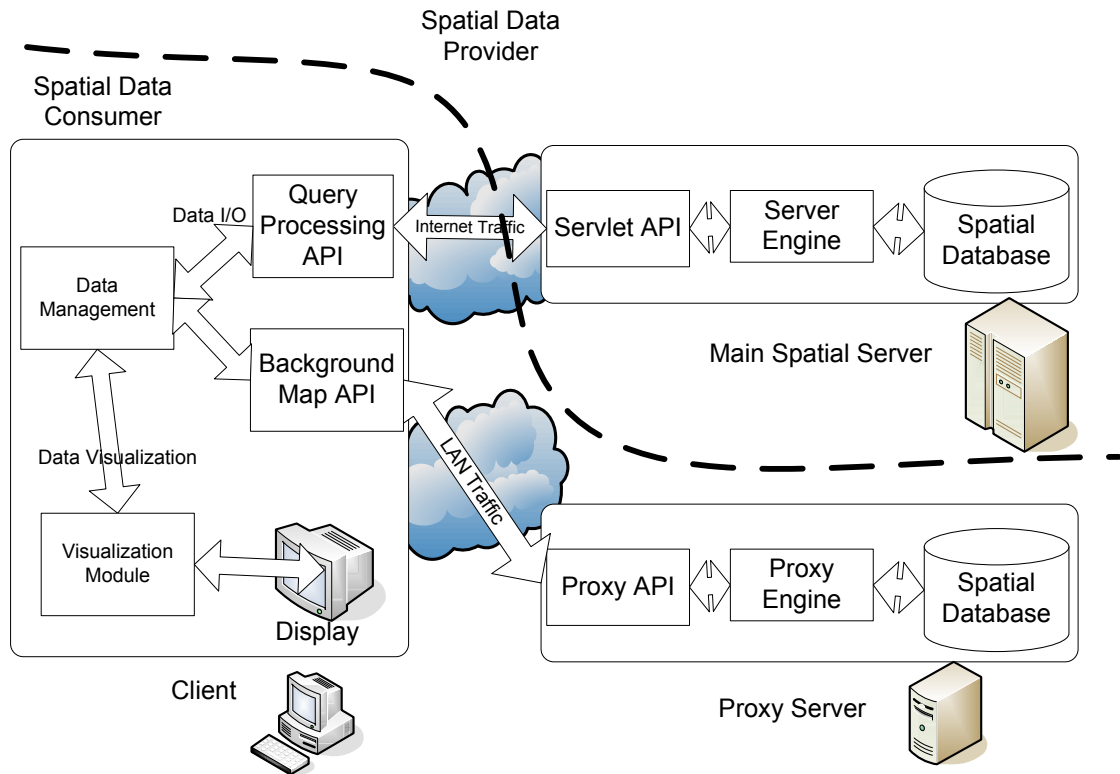 Spatial Data
Provider
Spatial Data
Consumer
Query
Processing
API
Data I/O
Internet Traffic
Servlet API
Server
Engine
Spatial
Database
Data
Management
Background
Map API
Main Spatial Server
LAN Traffic
Data Visualization
Visualization
Module
Display
Proxy API
Proxy
Engine
Spatial
Database
Client
Proxy Server